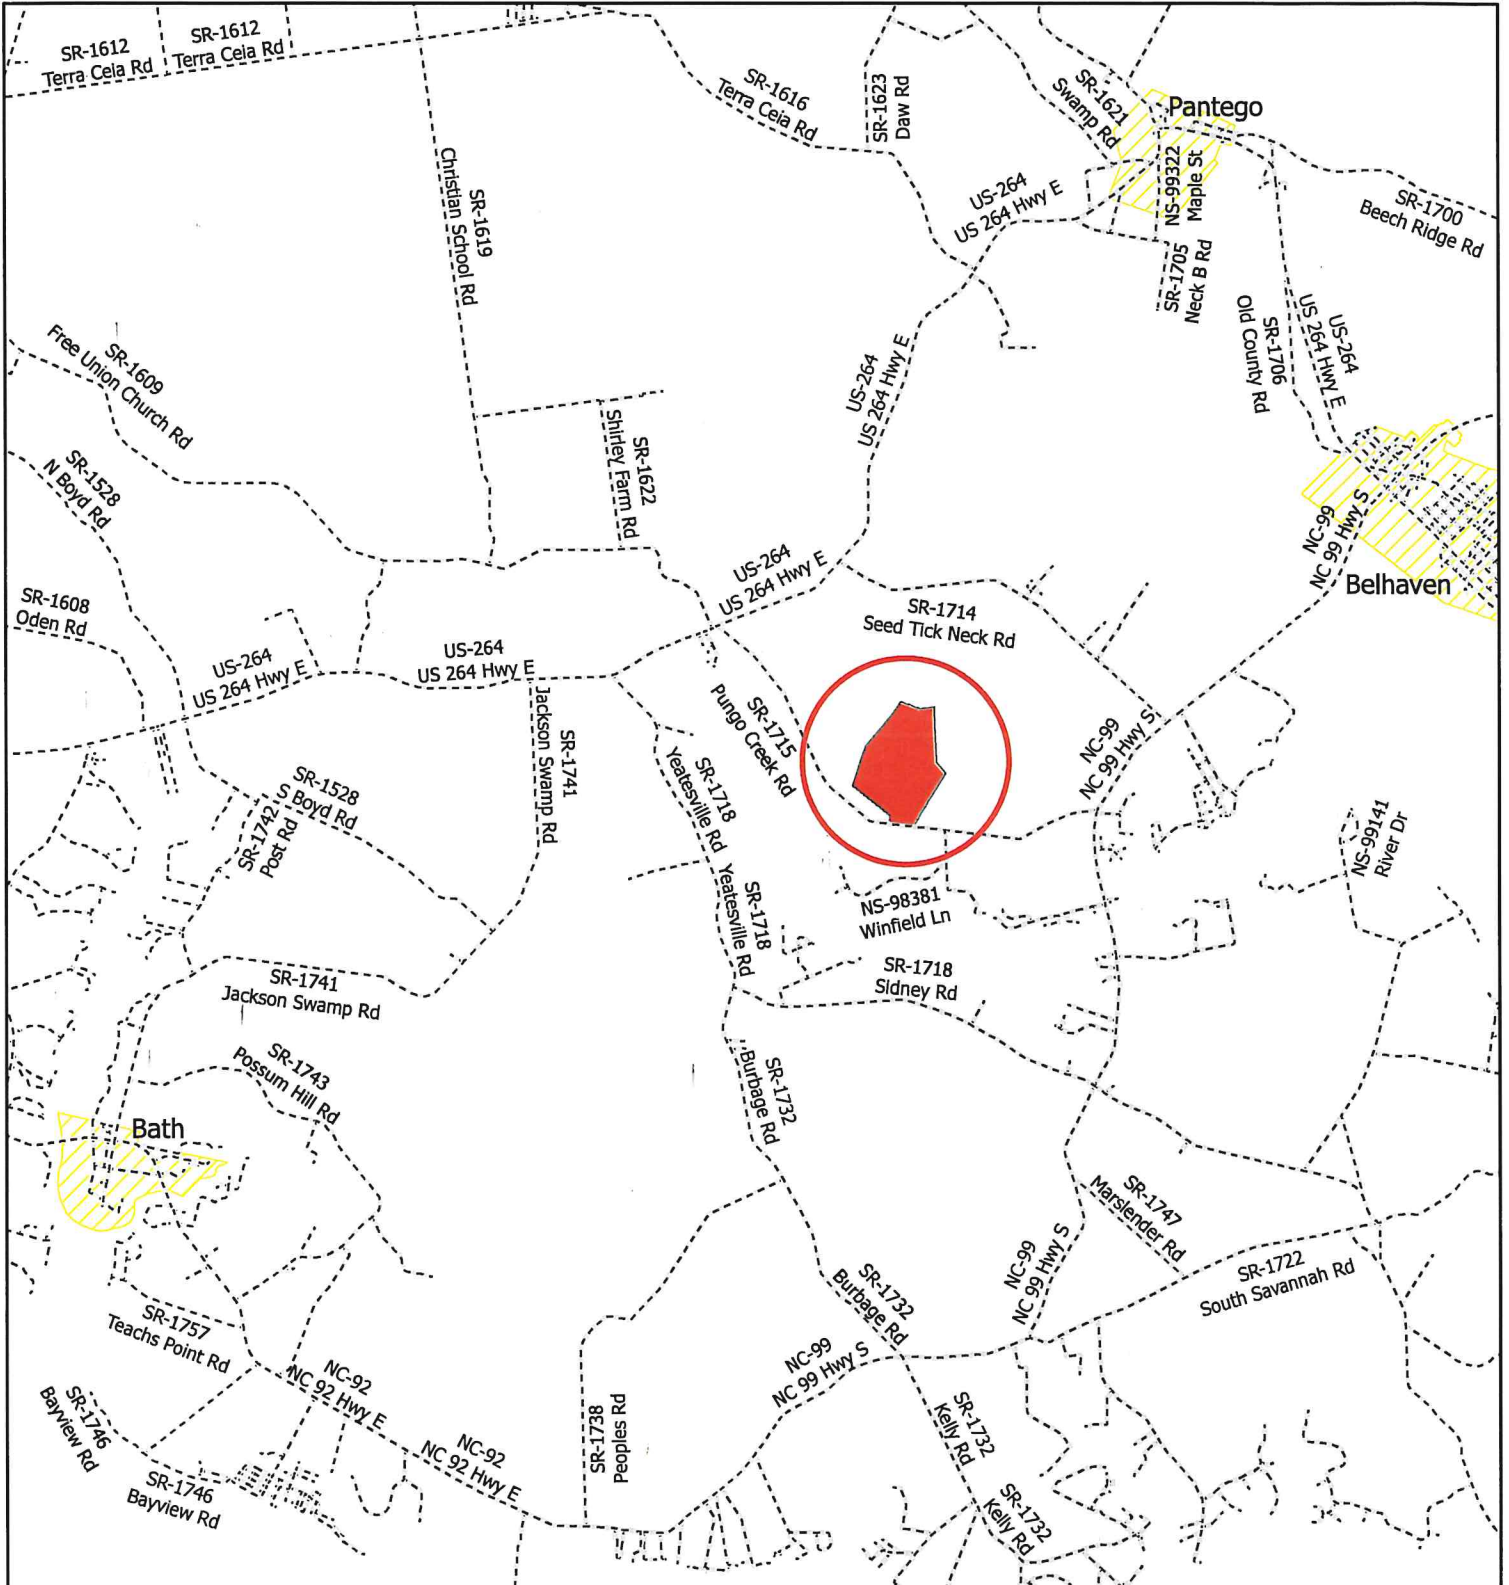 SR-1612
Terra Ceia Rd
SR-1612
Terra Ceia Rd
SR-1616
Terra Ceia Rd
SR-1623
Daw Rd
SR-1621
Swamp Rd
Pantego
NS-99322
Maple St
SR-1700
Beech Ridge Rd
SR-1619
Christian School Rd
US-264
US 264 Hwy E
SR-1705
Neck B Rd
SR-1706
Old County Rd
US-264
US 264 Hwy E
SR-1609
Free Union Church Rd
US-264
US 264 Hwy E
SR-1622
Shirley Farm Rd
SR-1528
N Boyd Rd
NC-99
NC 99 Hwy S
Belhaven
US-264
US 264 Hwy E
SR-1608
Oden Rd
SR-1714
Seed Tick Neck Rd
US-264
US 264 Hwy E
US-264
US 264 Hwy E
SR-1715
Pungo Creek Rd
SR-1741
Jackson Swamp Rd
NC-99
NC 99 Hwy S
SR-1718
Yeatesville Rd
SR-1528
S Boyd Rd
SR-1742
Post Rd
NS-99141
River Dr
SR-1718
Yeatesville Rd
NS-98381
Winfield Ln
SR-1718
Sidney Rd
SR-1741
Jackson Swamp Rd
SR-1743
Possum Hill Rd
SR-1732
Burbage Rd
Bath
SR-1747
Marslender Rd
NC-99
NC 99 Hwy S
SR-1722
South Savannah Rd
SR-1732
Burbage Rd
SR-1757
Teachs Point Rd
NC-99
NC 99 Hwy S
NC-92
NC 92 Hwy E
SR-1746
Bayview Rd
SR-1738
Peoples Rd
SR-1732
Kelly Rd
NC-92
NC 92 Hwy E
SR-1746
Bayview Rd
SR-1732
Kelly Rd